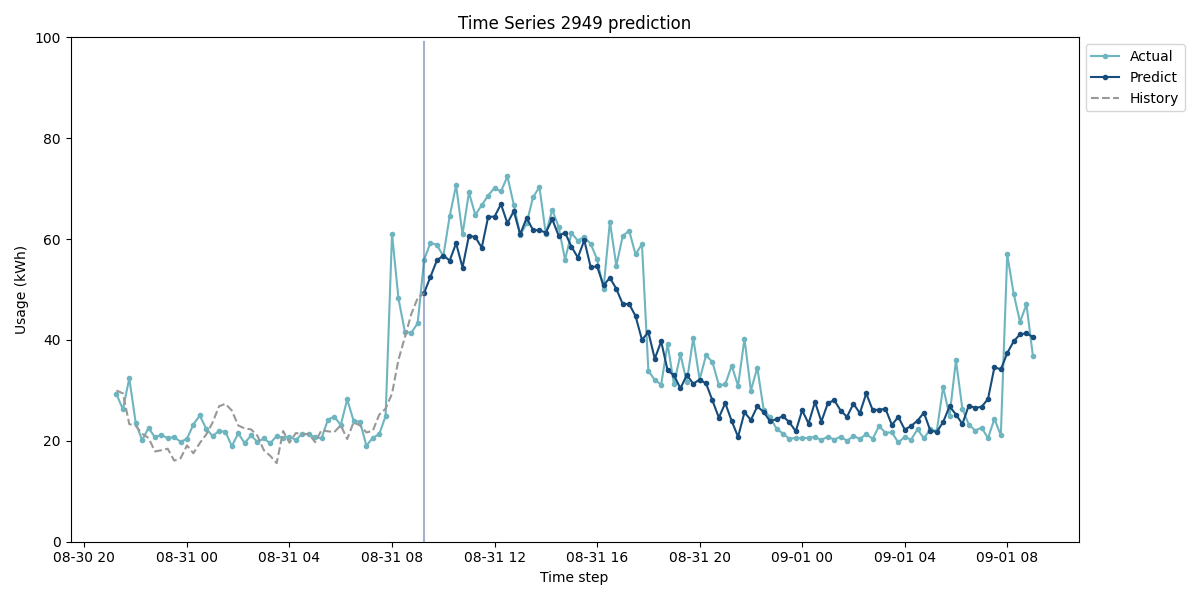 Time Series 2949 prediction
100
80
60
40
20
0
Usage (kWh)
08-30 20
08-31 00
08-31 04
08-31 08
08-31 12
08-31 16
08-31 20
09-01 00
09-01 04
09-01 08
Time step
Actual
Predict
History